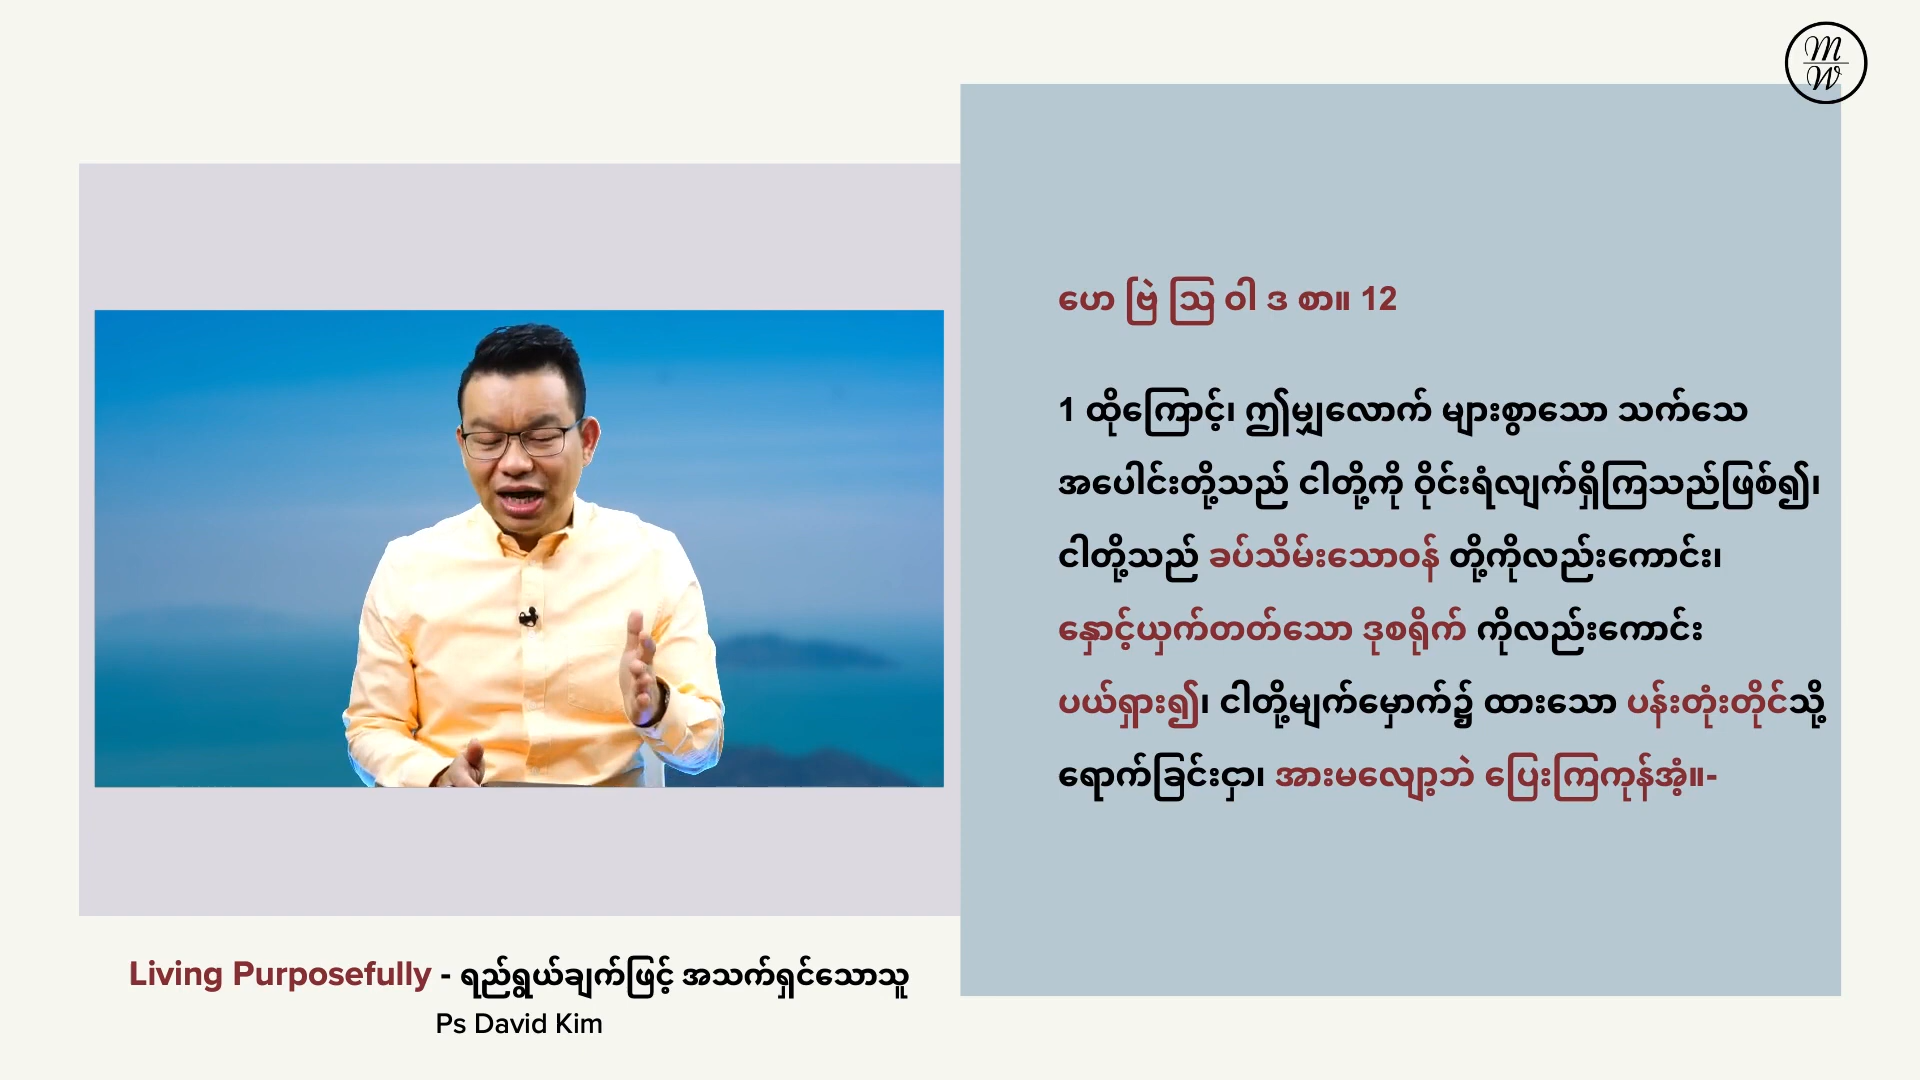 M
W
ဟေ ဗြဲ ဩ ဝါ ဒ စာ။ 12
1 ထိုကြောင့်၊ ဤမျှလောက် များစွာသော သက်သေ
အပေါင်းတို့သည် ငါတို့ကို ဝိုင်းရံလျက်ရှိကြသည်ဖြစ်၍၊
ငါတို့သည် ခပ်သိမ်းသောဝန် တို့ကိုလည်းကောင်း၊
နှောင့်ယှက်တတ်သော ဒုစရိုက် ကိုလည်းကောင်း
ပယ်ရှား၍၊ ငါတို့မျက်မှောက်၌ ထားသော ပန်းတုံးတိုင်သို့
ရောက်ခြင်းငှာ၊ အားမလျော့ဘဲ ပြေးကြကုန်အံ့။-
Living Purposefully - ရည်ရွယ်ချက်ဖြင့် အသက်ရှင်သောသူ
Ps David Kim